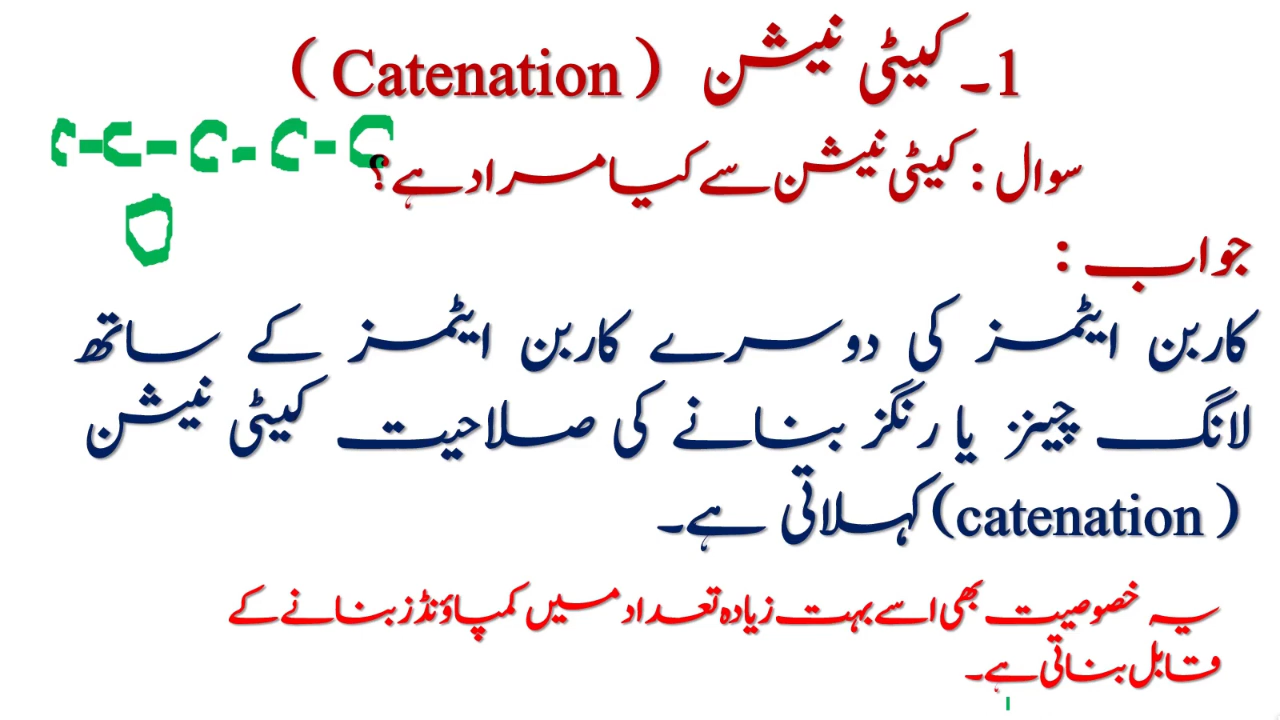 1۔ کیٹی نیشن (Catenation)
سوال : کیٹی نیشن سے کیا مراد ہے؟
C-C-C-C-C
جواب :
کاربن ایٹمز کی دوسرے کاربن ایٹمز کے ساتھ
لانگ چینز یا رنگز بنانے کی صلاحیت کیٹی نیشن
(catenation) کہلاتی ہے۔
یہ خصوصیت بھی اسے بہت زیادہ تعداد میں کمپاؤنڈز بنانے کے
قابل بناتی ہے۔